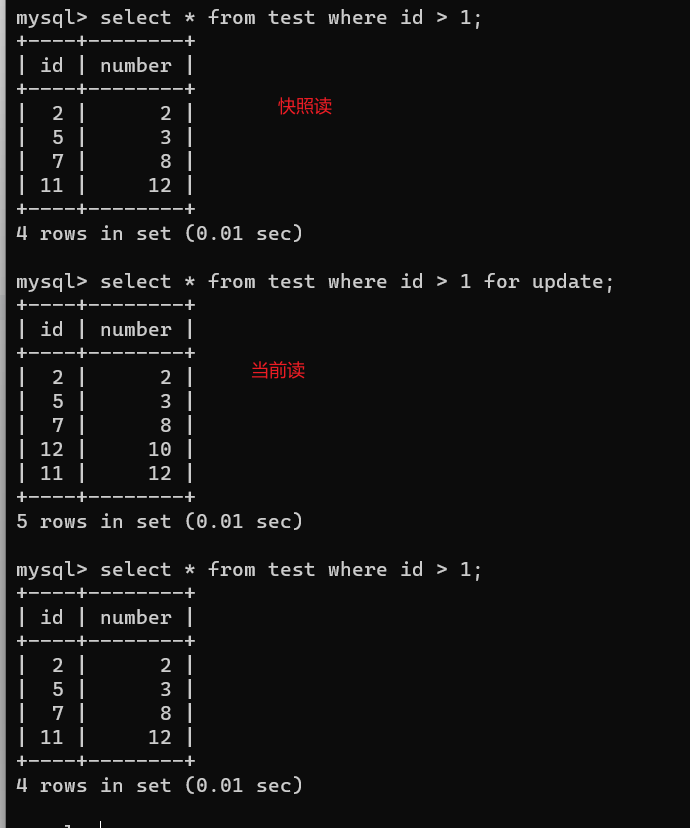 mysql> select * from test where id > 1;
+----+--------+
| id | number |
+----+--------+
|  2 |      2 |
快照读
|  5 |      3 |
|  7 |      8 |
| 11 |     12 |
+----+--------+
4 rows in set (0.01 sec)
mysql> select * from test where id > 1 for update;
+----+--------+
| id | number |
+----+--------+
|  2 |      2 |
当前读
|  5 |      3 |
|  7 |      8 |
| 12 |     10 |
| 11 |     12 |
+----+--------+
5 rows in set (0.01 sec)
mysql> select * from test where id > 1;
+----+--------+
| id | number |
+----+--------+
|  2 |      2 |
|  5 |      3 |
|  7 |      8 |
| 11 |     12 |
+----+--------+
4 rows in set (0.01 sec)